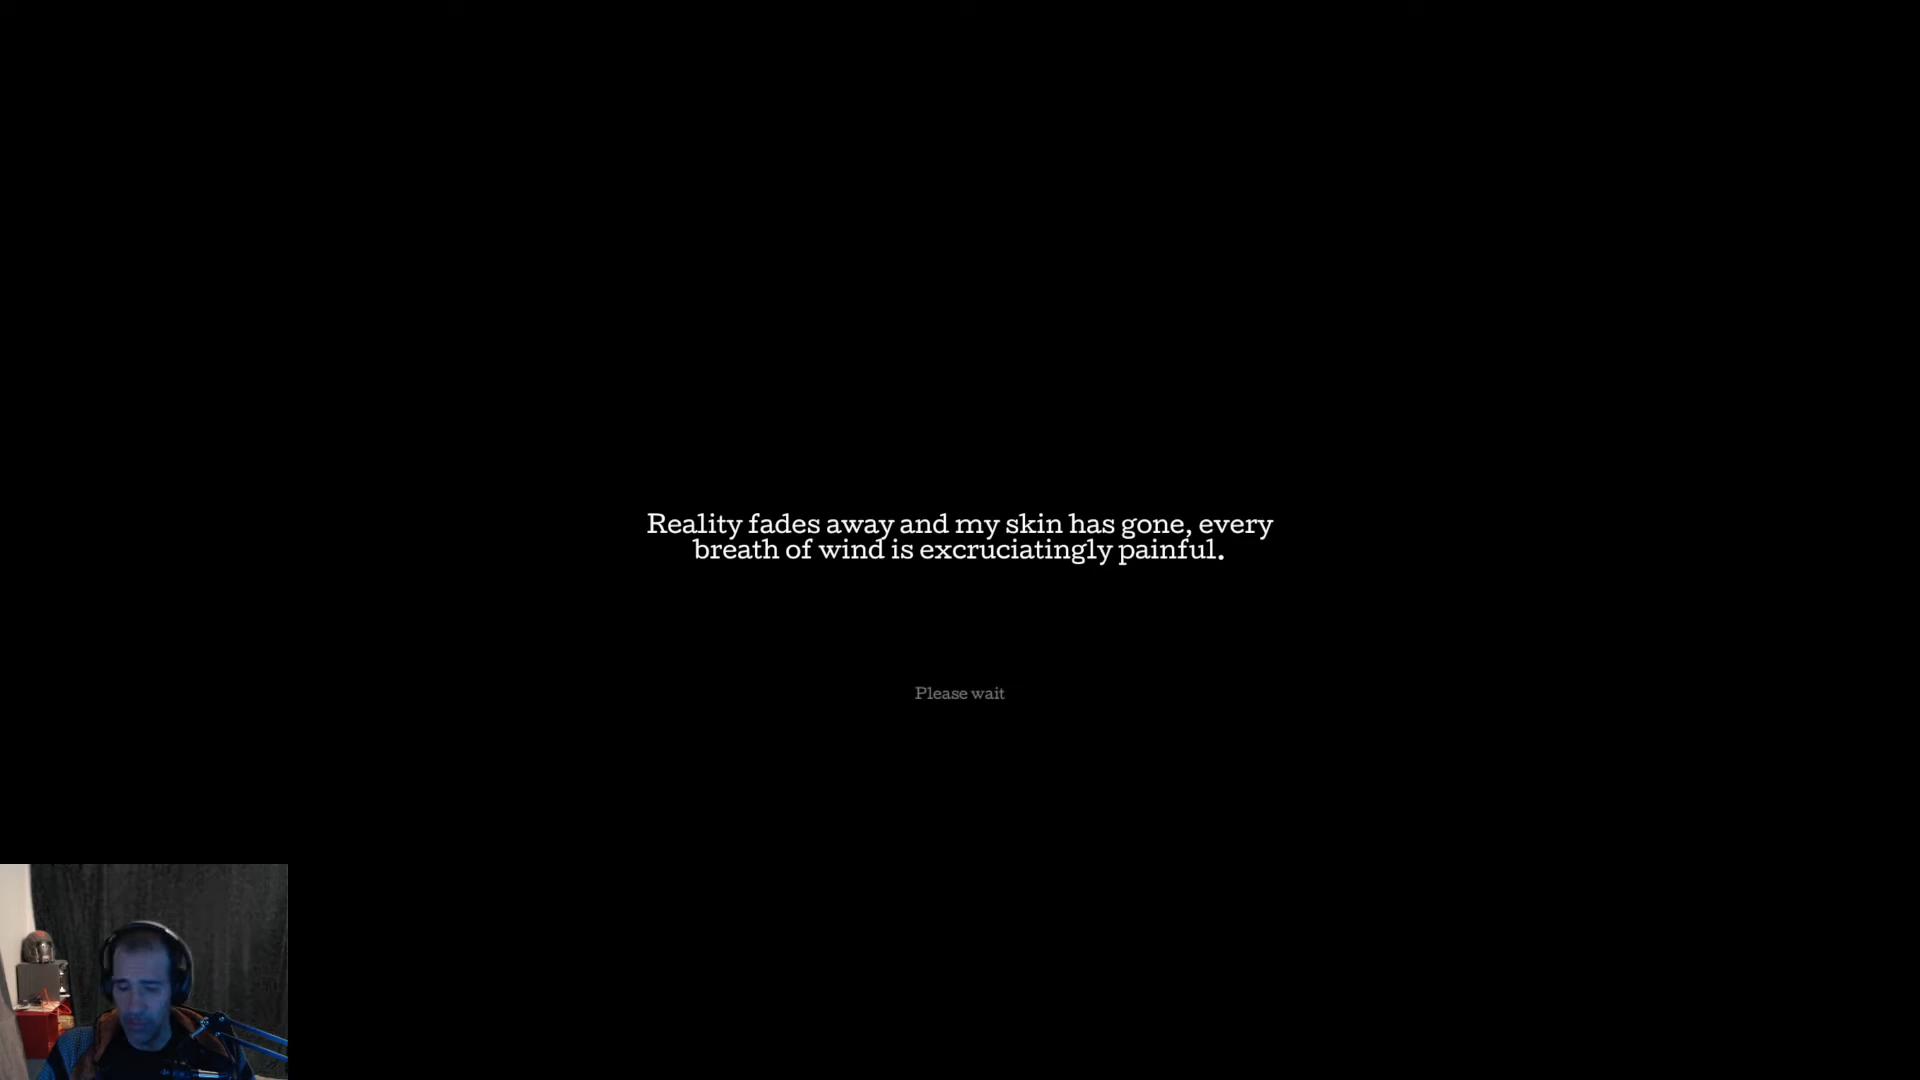 Reality fades away and my skin has gone, every
breath of wind is excruciatingly painful.
Please wait